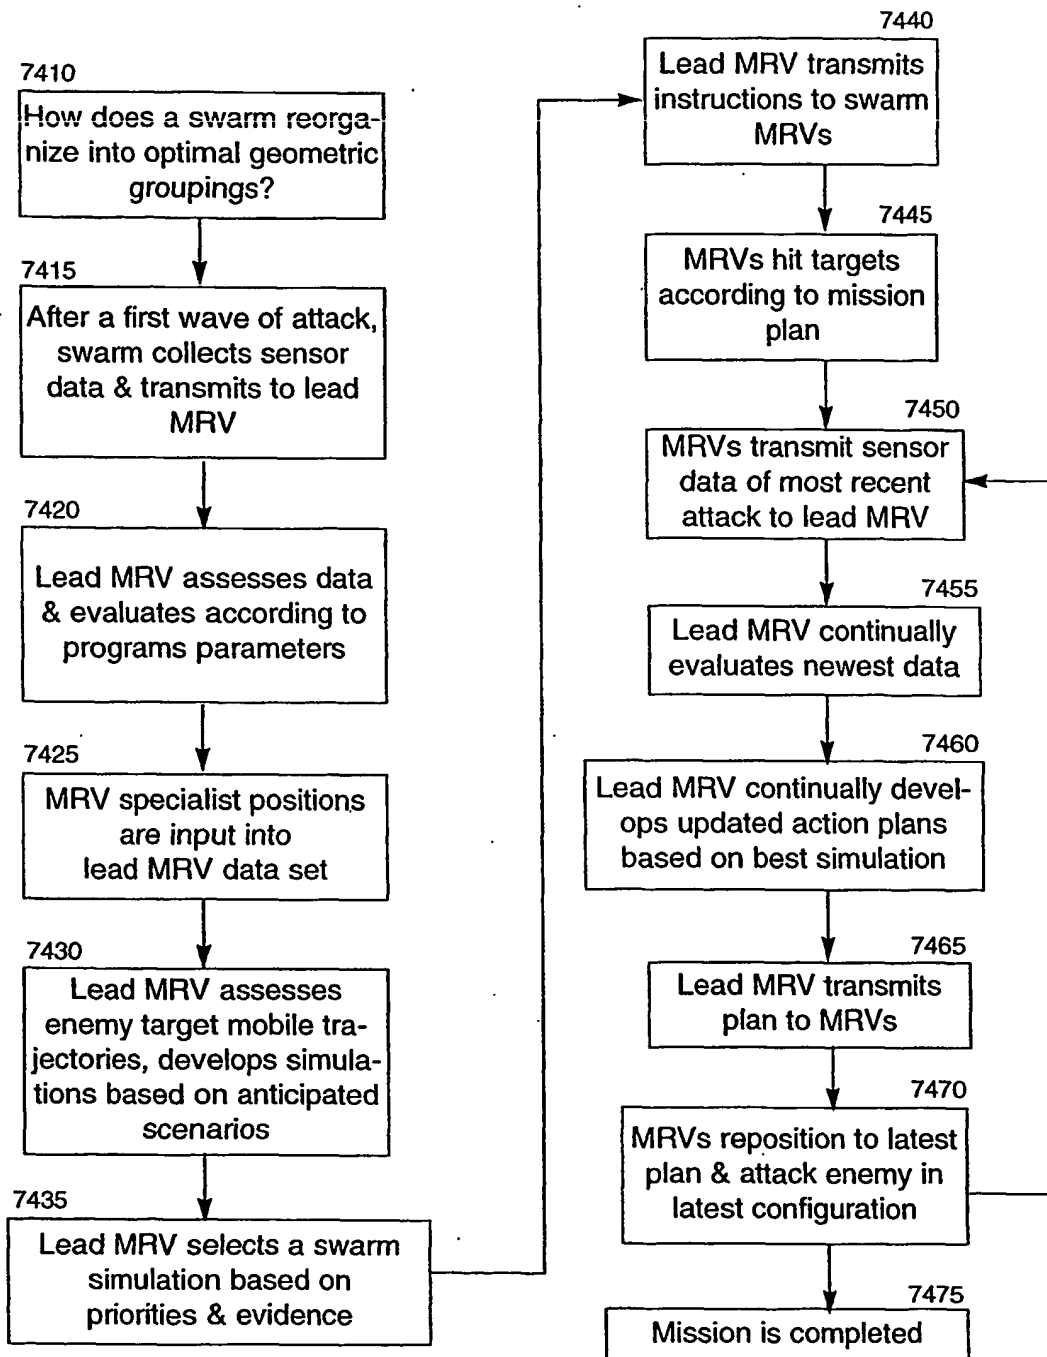 7410
How does a swarm reorga-
nize into optimal geometric
groupings?
7415
After a first wave of attack,
swarm collects sensor
data & transmits to lead
MRV
7420
Lead MRV assesses data
& evaluates according to
programs parameters
7425
MRV specialist positions
are input into
lead MRV data set
7430
Lead MRV assesses
enemy target mobile tra-
jectories, develops simula-
tions based on anticipated
scenarios
7435
Lead MRV selects a swarm
simulation based on
priorities & evidence
7440
Lead MRV transmits
instructions to swarm
MRVs
7445
MRVs hit targets
according to mission
plan
7450
MRVs transmit sensor
data of most recent
attack to lead MRV
7455
Lead MRV continually
evaluates newest data
7460
Lead MRV continually devel-
ops updated action plans
based on best simulation
7465
Lead MRV transmits
plan to MRVs
7470
MRVs reposition to latest
plan & attack enemy in
latest configuration
7475
Mission is completed